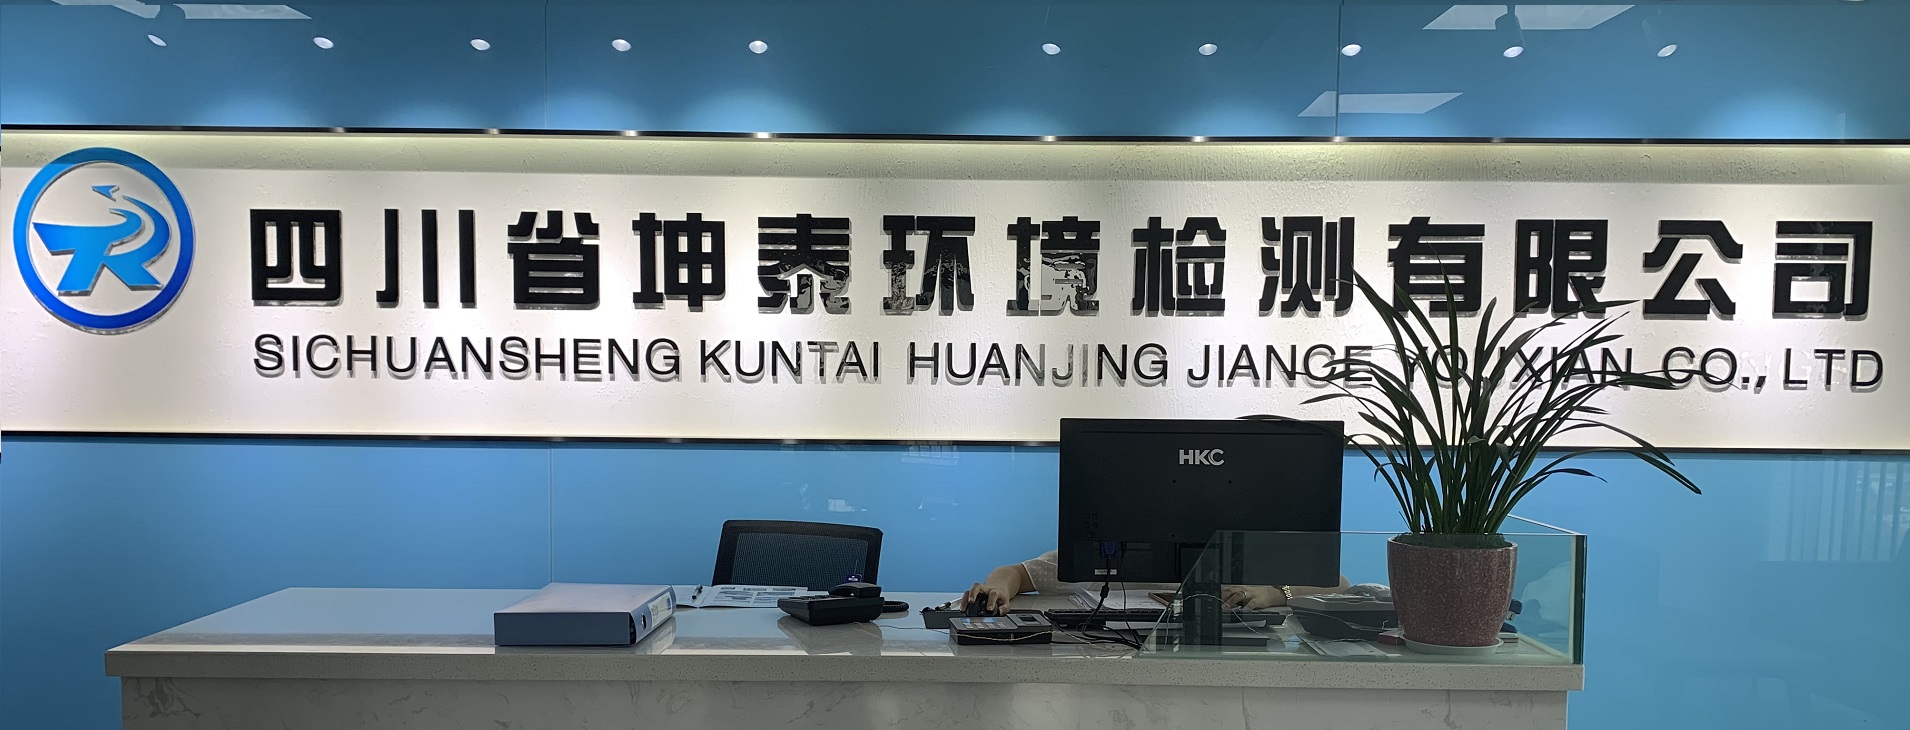 四川省坤泰环境检测有限公司
SICHUANSHENG KUNTAI HUANJING JIANCE YOUXIAN CO., LTD
HKC